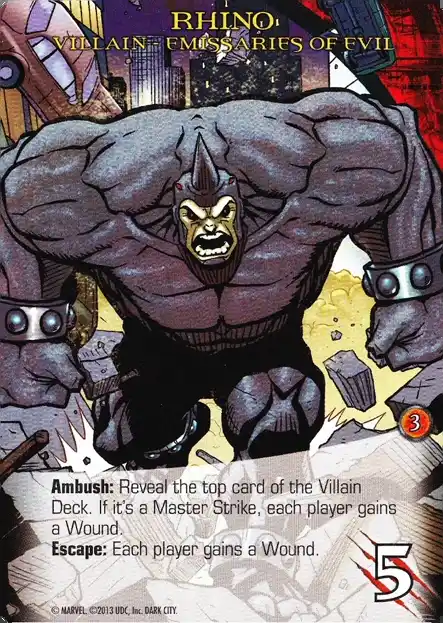 RHINO
VILLAIN - EMISSARIES OF EVIL
3
Ambush: Reveal the top card of the Villain
Deck. If it's a Master Strike, each player gains
a Wound.
Escape: Each player gains a Wound.
5
© MARVEL. ©2013 UDC, Inc. DARK CITY.